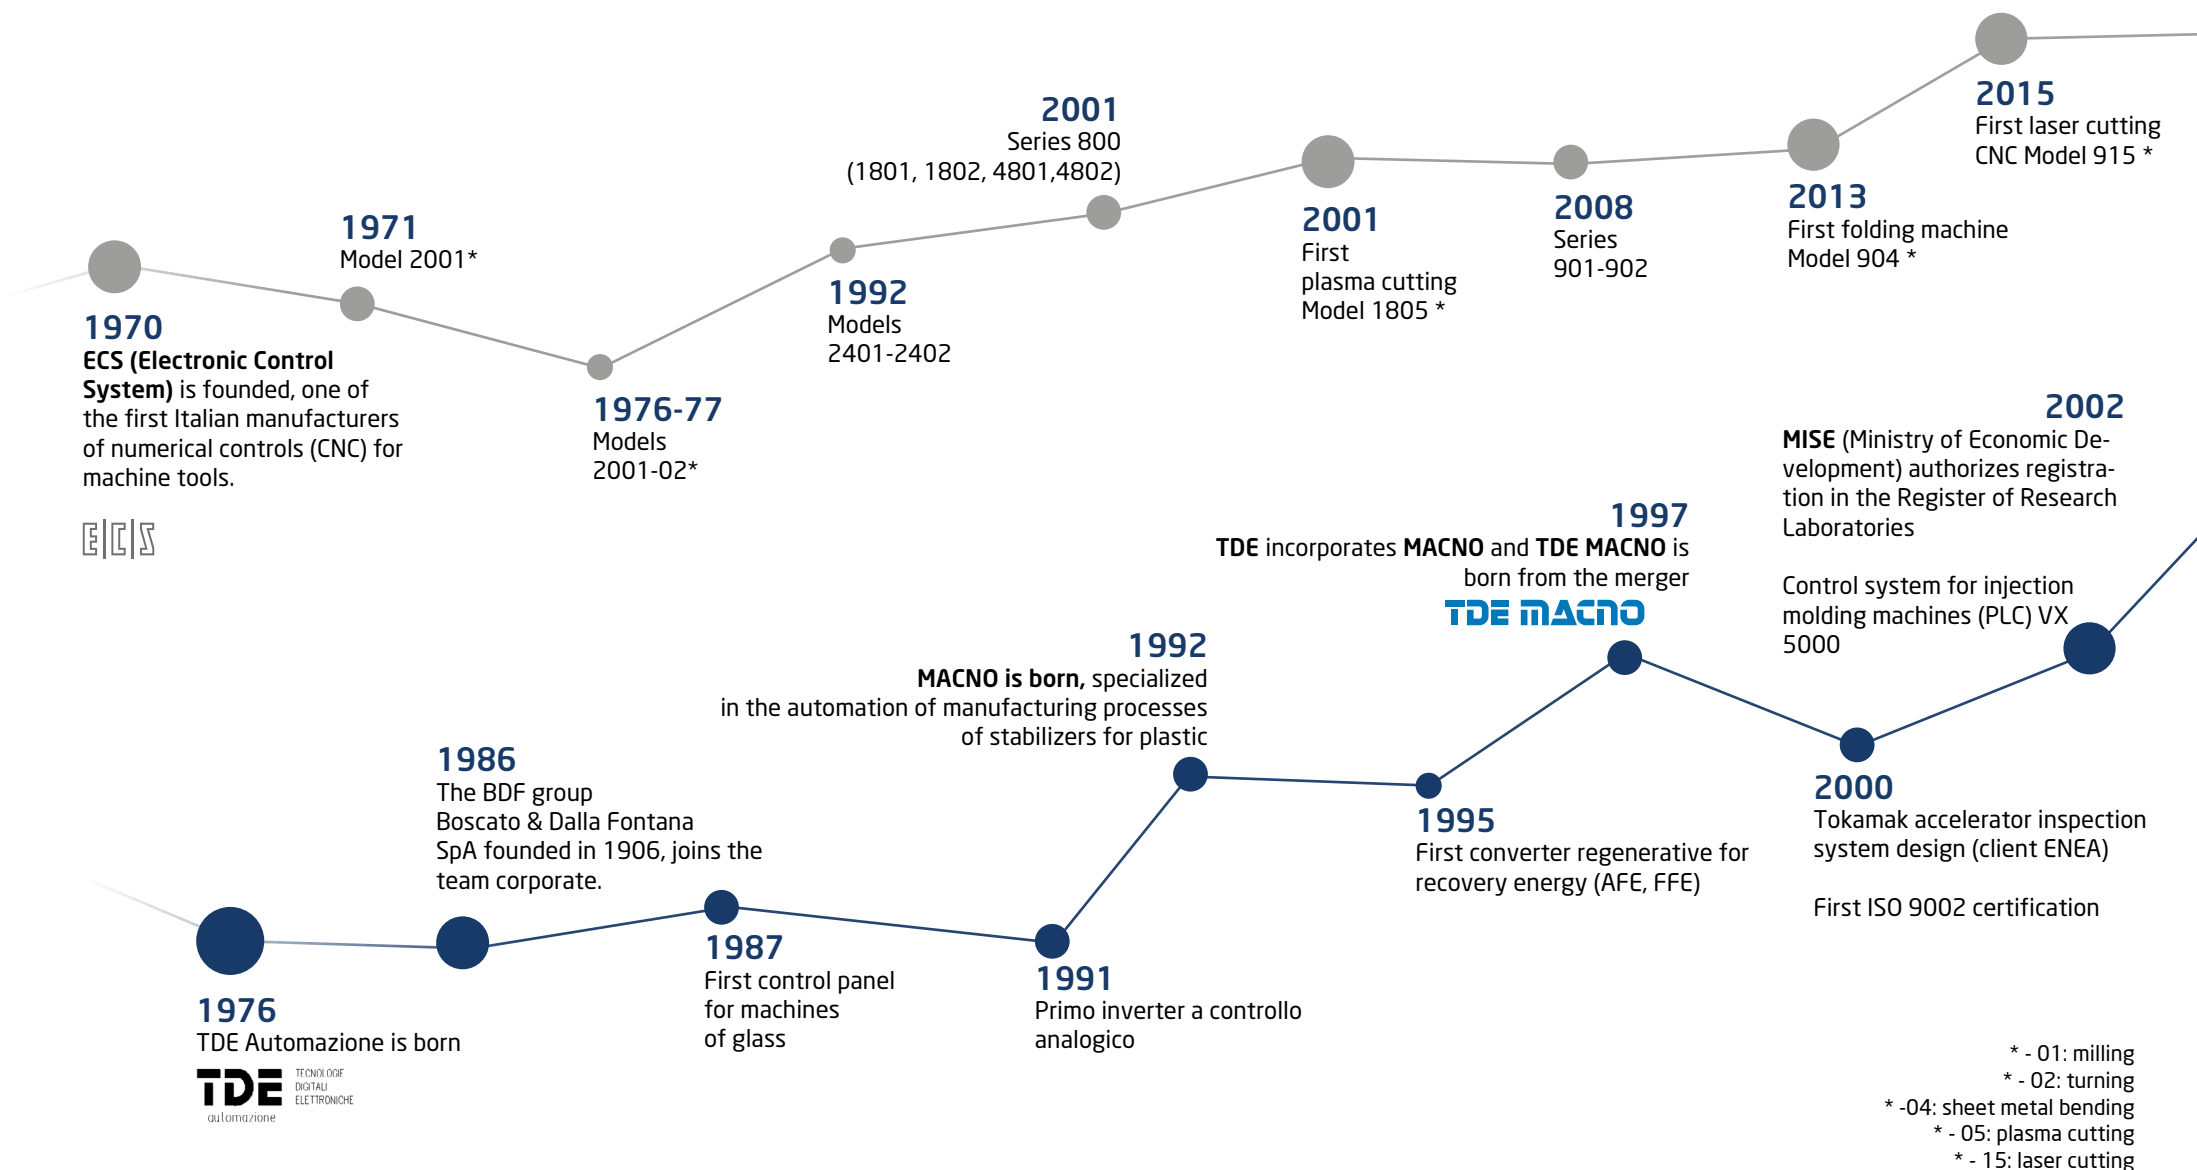 1970
ECS (Electronic Control
System) is founded, one of
the first Italian manufacturers
of numerical controls (CNC) for
machine tools.
E|C|S
1971
Model 2001*
1976-77
Models
2001-02*
1992
Models
2401-2402
2001
Series 800
(1801, 1802, 4801,4802)
2001
First
plasma cutting
Model 1805 *
2008
Series
901-902
2013
First folding machine
Model 904 *
2015
First laser cutting
CNC Model 915 *
1976
TDE Automazione is born
TDE
automazione
TECNOLOGIE
DIGITALI
ELETTRONICHE
1986
The BDF group
Boscato & Dalla Fontana
SpA founded in 1906, joins the
team corporate.
1987
First control panel
for machines
of glass
1991
Primo inverter a controllo
analogico
1992
MACNO is born, specialized
in the automation of manufacturing processes
of stabilizers for plastic
1995
First converter regenerative for
recovery energy (AFE, FFE)
1997
TDE incorporates MACNO and TDE MACNO is
born from the merger
TDE MACNO
2000
Tokamak accelerator inspection
system design (client ENEA)
First ISO 9002 certification
2002
MISE (Ministry of Economic De-
velopment) authorizes registra-
tion in the Register of Research
Laboratories
Control system for injection
molding machines (PLC) VX
5000
* - 01: milling
* - 02: turning
* -04: sheet metal bending
* - 05: plasma cutting
* - 15: laser cutting